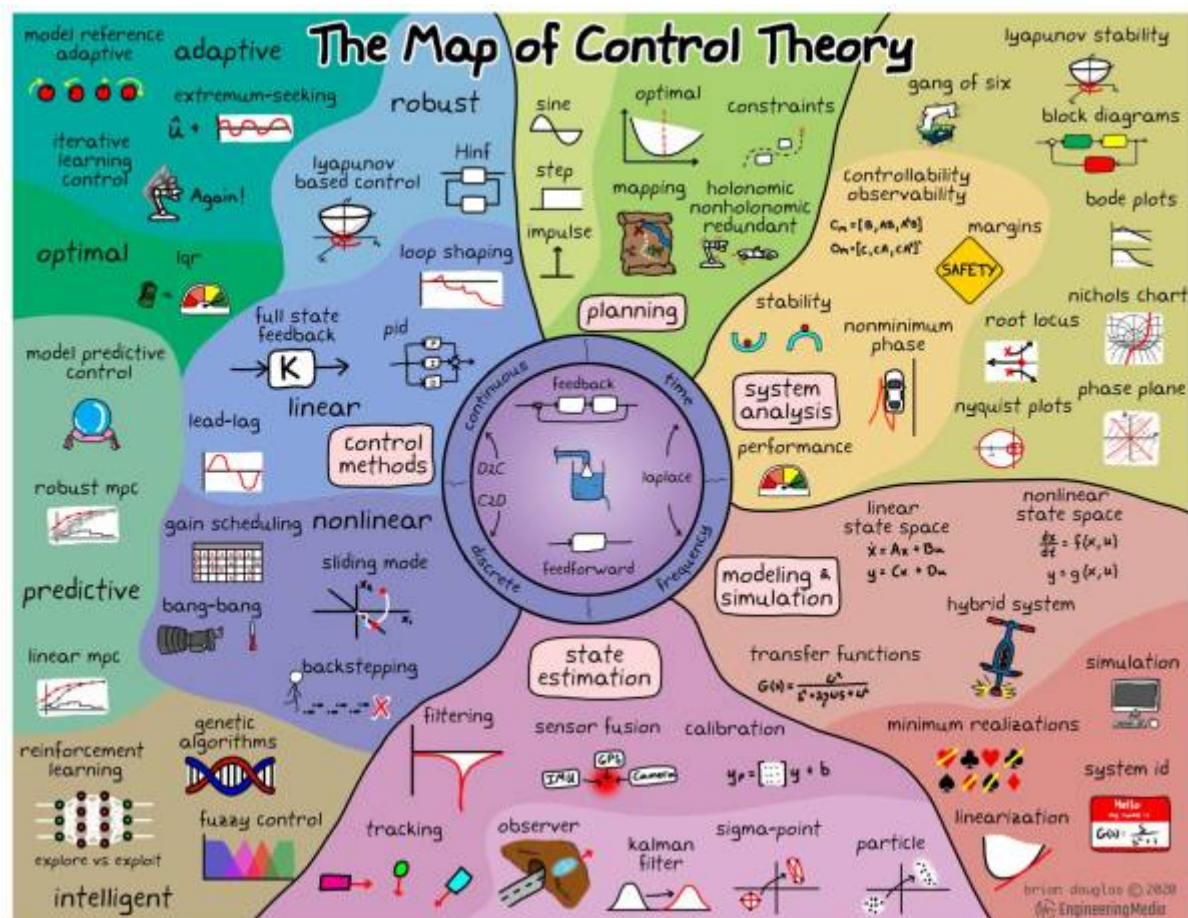 The Map of Control Theory
model reference
adaptive
adaptive
extremum-seeking
û +
iterative
learning
control
Again!
robust
lyapunov
based control
Hinf
loop shaping
optimal
lqr
full state
feedback
K
pid
linear
lead-lag
control
methods
model predictive
control
robust mpc
predictive
linear mpc
gain scheduling
nonlinear
sliding mode
bang-bang
backstepping
X
reinforcement
learning
explore vs exploit
genetic
algorithms
fuzzy control
intelligent
sine
step
impulse
optimal
constraints
mapping
holonomic
nonholonomic
redundant
planning
continuous
time
frequency
discrete
feedback
D2C
C2D
laplace
feedforward
lyapunov stability
gang of six
block diagrams
controllability
observability
margins
SAFETY
bode plots
nichols chart
stability
nonminimum
phase
root locus
system
analysis
nyquist plots
phase plane
performance
linear
state space
ẋ = Ax + Bu
y = Cx + Du
nonlinear
state space
dx/dt = f(x, u)
y = g(x, u)
modeling &
simulation
hybrid system
transfer functions
simulation
minimum realizations
system id
Hello
my name is
linearization
state
estimation
filtering
sensor fusion
IMU
GPS
Camera
calibration
tracking
observer
kalman
filter
sigma-point
particle
brian douglas © 2020
EngineeringMedia